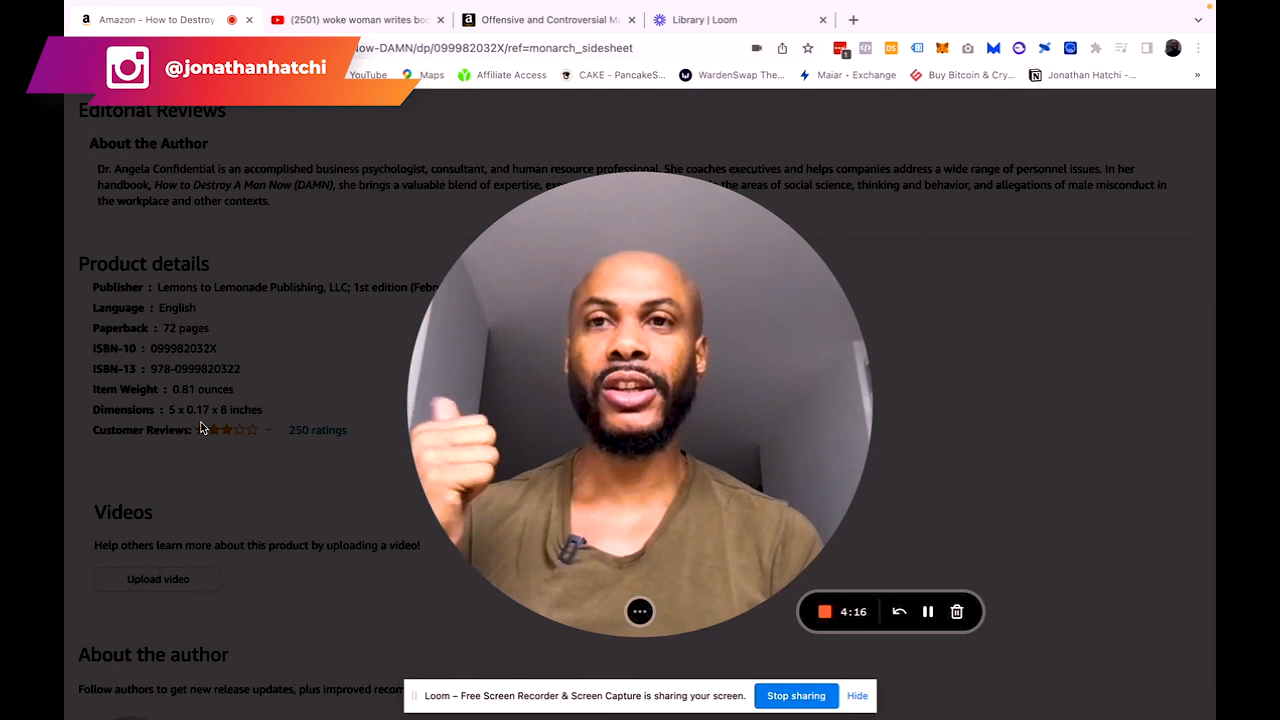 Amazon - How to Destroy
(2501) woke woman writes boo
Offensive and Controversial Ma
Library | Loom
ow-DAMN/dp/099982032X/ref=monarch_sidesheet
@jonathanhatchi
YouTube
Maps
Affiliate Access
CAKE - PancakeS...
WardenSwap The...
Maiar • Exchange
Buy Bitcoin & Cry...
Jonathan Hatchi -...
Editorial Reviews
About the Author
Dr. Angela Confidential is an accomplished business psychologist, consultant, and human resource professional. She coaches executives and helps companies address a wide range of personnel issues. In her
handbook, How to Destroy A Man Now (DAMN), she brings a valuable blend of expertise, the areas of social science, thinking and behavior, and allegations of male misconduct in
the workplace and other contexts.
Product details
Publisher : Lemons to Lemonade Publishing, LLC; 1st edition (Febr
Language : English
Paperback : 72 pages
ISBN-10 : 099982032X
ISBN-13 : 978-0999820322
Item Weight : 0.81 ounces
Dimensions : 5 x 0.17 x 8 inches
Customer Reviews: 250 ratings
Videos
Help others learn more about this product by uploading a video!
Upload video
4:16
About the author
Follow authors to get new release updates, plus improved recom
Loom – Free Screen Recorder & Screen Capture is sharing your screen.
Stop sharing
Hide